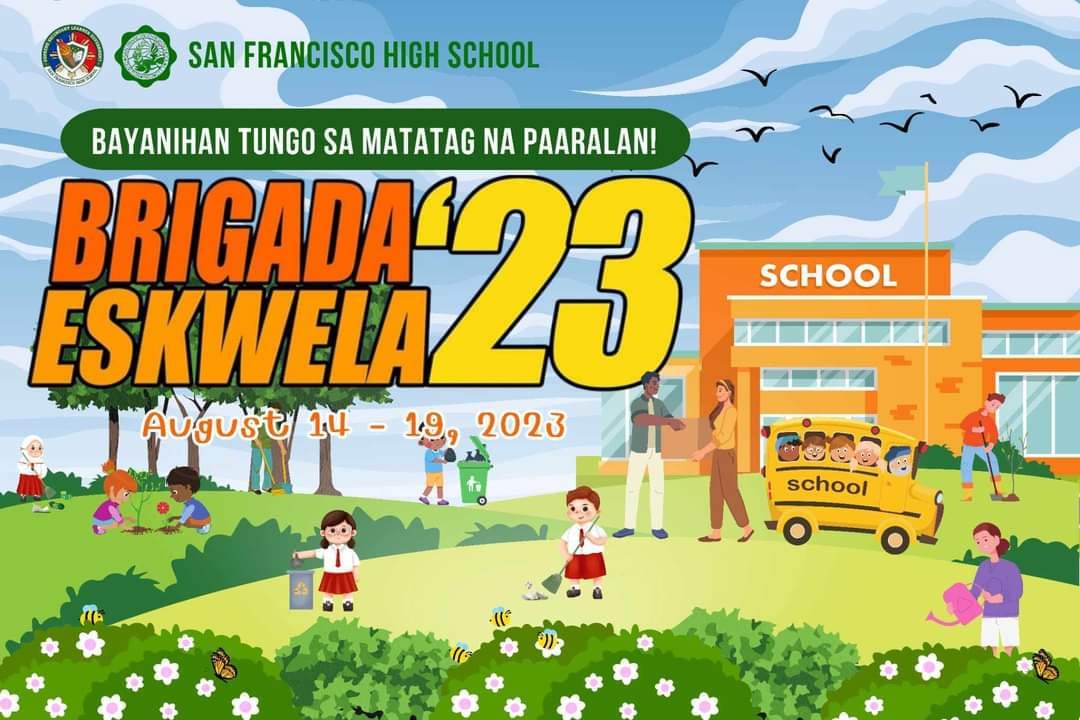 SAN FRANCISCO HIGH SCHOOL
BAYANIHAN TUNGO SA MATATAG NA PAARALAN!
BRIGADA
ESKWELA
‘23
August 14 - 19, 2023
SCHOOL
school